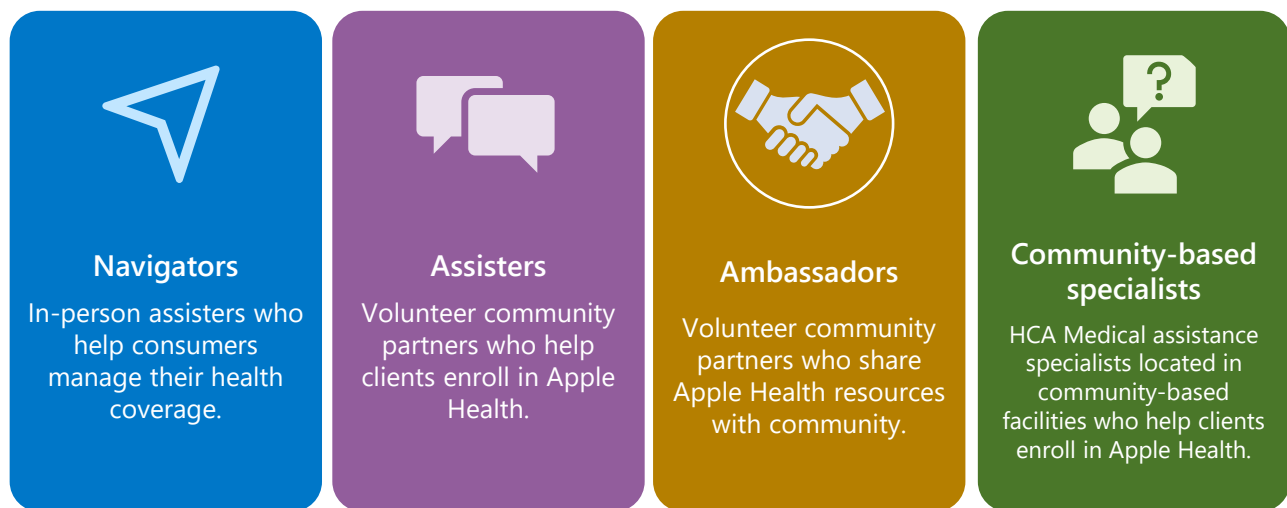 Navigators
In-person assisters who
help consumers
manage their health
coverage.
Assisters
Volunteer community
partners who help
clients enroll in Apple
Health.
Ambassadors
Volunteer community
partners who share
Apple Health resources
with community.
?
Community-based
specialists
HCA Medical assistance
specialists located in
community-based
facilities who help clients
enroll in Apple Health.